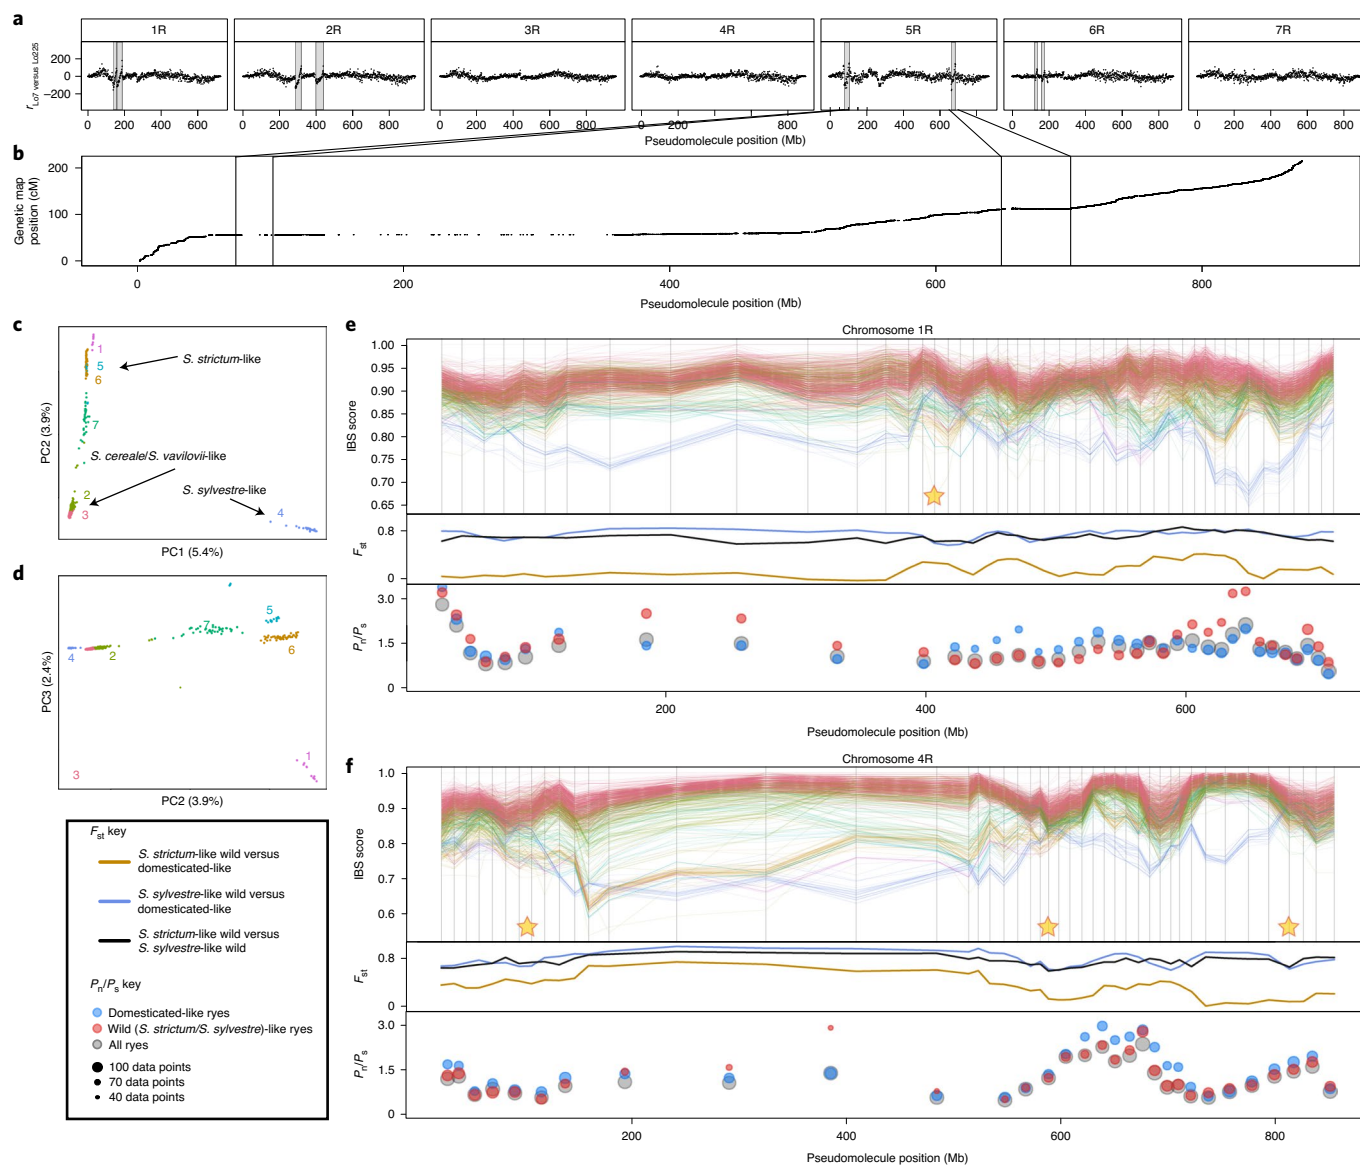 a
1R 2R 3R 4R 5R 6R 7R
r Lo7 versus Lo225
200
0
−200
0 200 400 600
0 200 400 600 800
0 200 400 600 800
0 200 800
0 200 400 600
0 200 400 600 800
0 200 400 600 800
Pseudomolecule position (Mb)
b
Genetic map
position (cM)
200
100
0
0 200 400 600 800
Pseudomolecule position (Mb)
c
PC2 (3.9%)
1
5
6
7
2
3
4
S. strictum-like
S. cereale/S. vavilovii-like
S. sylvestre-like
PC1 (5.4%)
d
PC3 (2.4%)
5
7
6
4
2
1
3
PC2 (3.9%)
Fst key
S. strictum-like wild versus
domesticated-like
S. sylvestre-like wild versus
domesticated-like
S. strictum-like wild versus
S. sylvestre-like wild
Pn/Ps key
Domesticated-like ryes
Wild (S. strictum/S. sylvestre)-like ryes
All ryes
100 data points
70 data points
40 data points
e
Chromosome 1R
IBS score
1.00
0.95
0.90
0.85
0.80
0.75
0.70
0.65
Fst
0.8
0
Pn/Ps
3.0
1.5
0
200 400 600
Pseudomolecule position (Mb)
f
Chromosome 4R
IBS score
1.0
0.9
0.8
0.7
0.6
Fst
0.8
0
Pn/Ps
3.0
1.5
0
200 400 600 800
Pseudomolecule position (Mb)